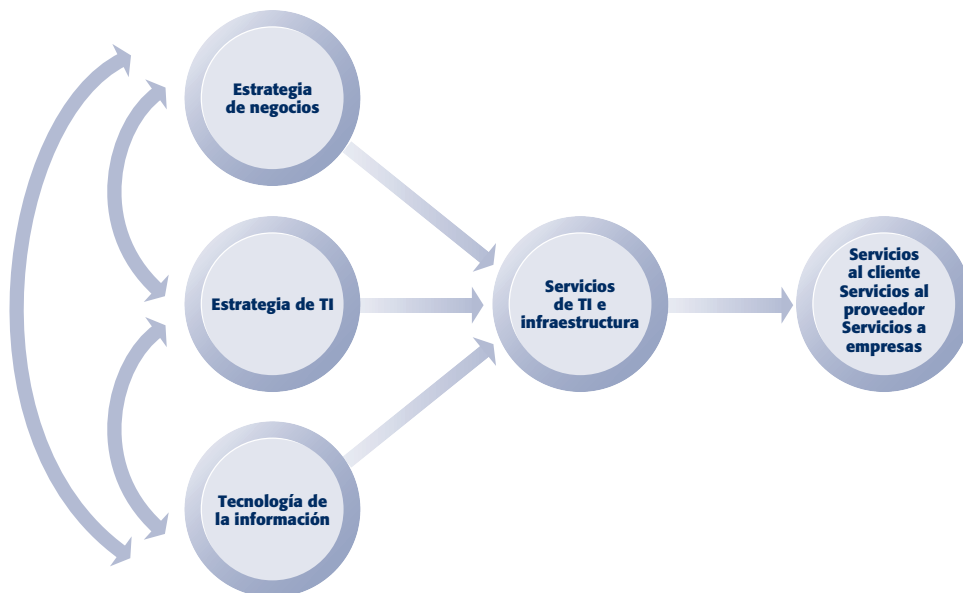 Estrategia
de negocios
Estrategia de TI
Tecnología de
la información
Servicios
de TI e
infraestructura
Servicios
al cliente
Servicios al
proveedor
Servicios a
empresas